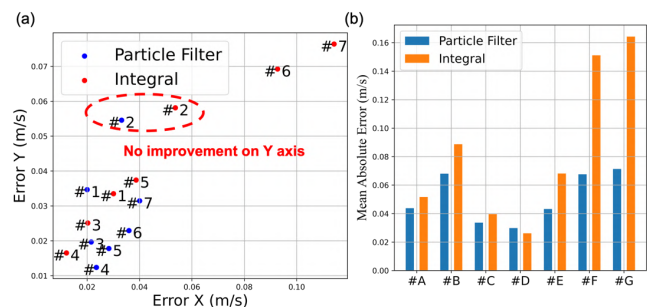 (a)
Error Y (m/s)
0.07
0.06
0.05
0.04
0.03
0.02
0.01
Particle Filter
Integral
# 7
# 6
# 2
# 2
No improvement on Y axis
# 5
# 1
# 1
# 7
# 3
# 6
# 3
# 5
# 4
# 4
0.02
0.04
0.06
0.08
0.10
Error X (m/s)
(b)
Mean Absolute Error (m/s)
0.16
0.14
0.12
0.10
0.08
0.06
0.04
0.02
0.00
Particle Filter
Integral
#A
#B
#C
#D
#E
#F
#G